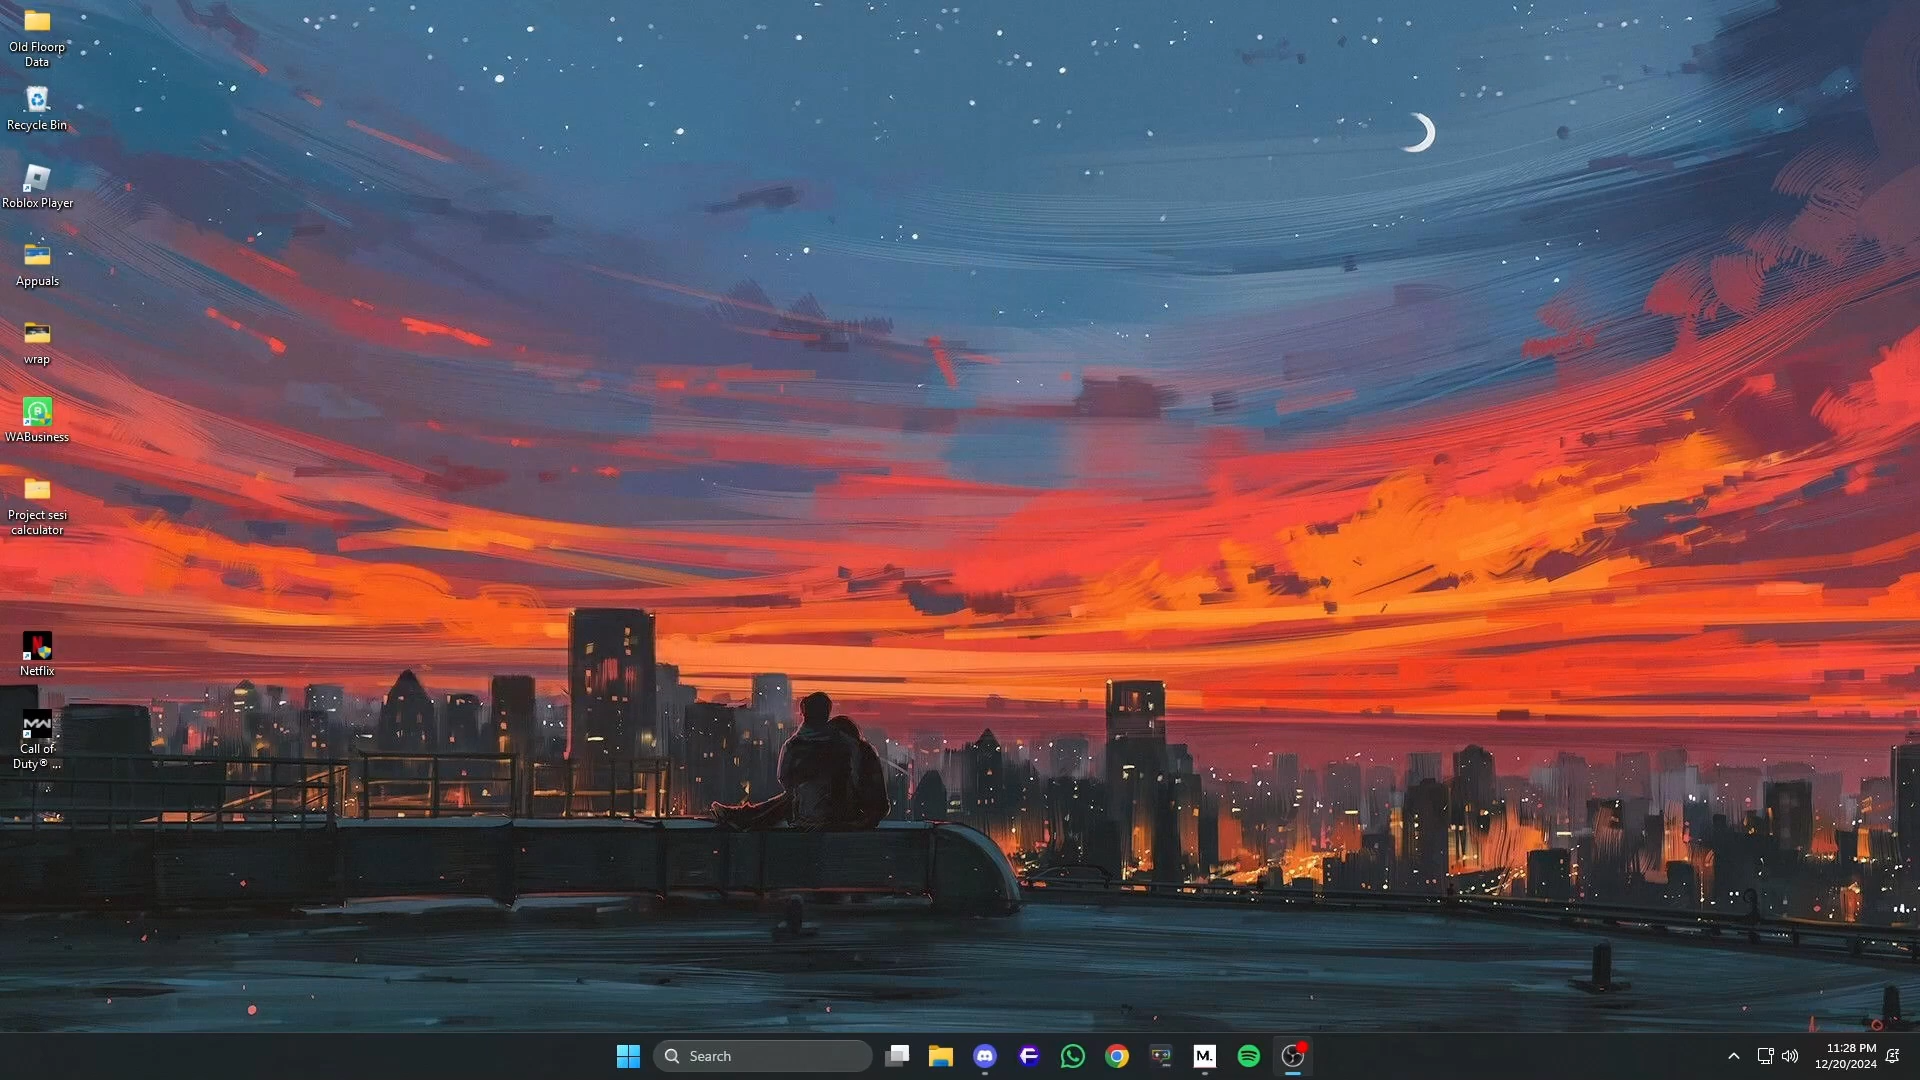 Old Floorp
Data
Recycle Bin
Roblox Player
Appuals
wrap
WABusiness
Project sesi
calculator
Netflix
Call of
Duty® ...
Search
M.
11:28 PM
12/20/2024